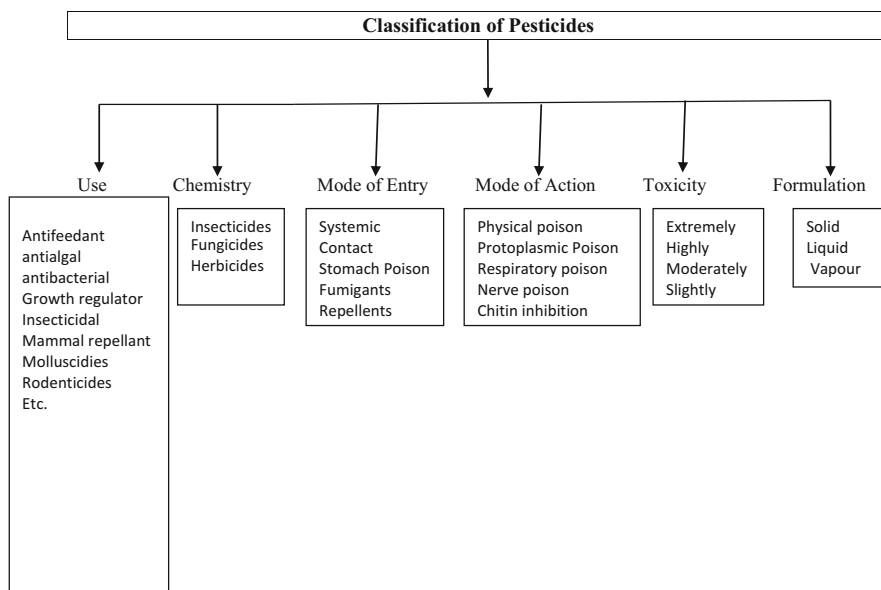 Classification of Pesticides
Use
Antifeedant
antialgal
antibacterial
Growth regulator
Insecticidal
Mammal repellant
Molluscidies
Rodenticides
Etc.
Chemistry
Insecticides
Fungicides
Herbicides
Mode of Entry
Systemic
Contact
Stomach Poison
Fumigants
Repellents
Mode of Action
Physical poison
Protoplasmic Poison
Respiratory poison
Nerve poison
Chitin inhibition
Toxicity
Extremely
Highly
Moderately
Slightly
Formulation
Solid
Liquid
Vapour